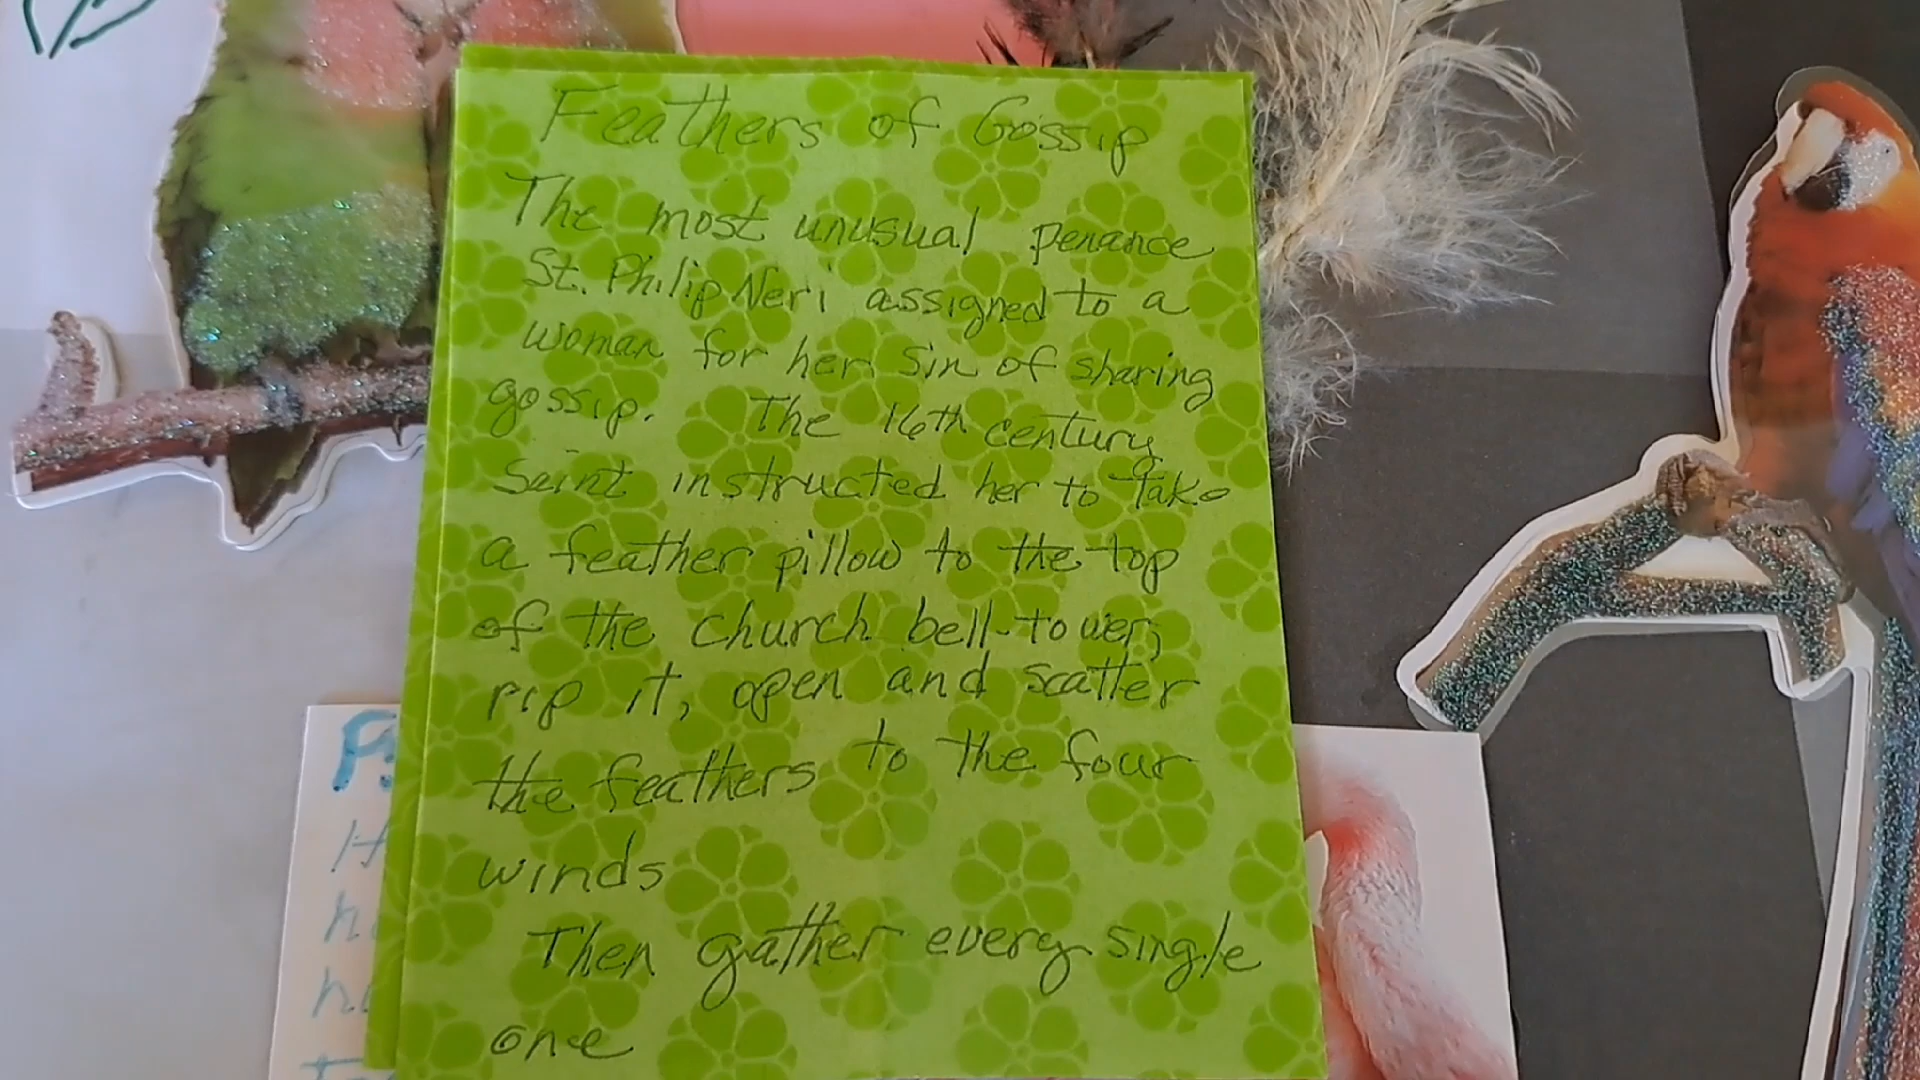 Feathers of Gossip
The most unusual penance
St. Philip Neri assigned to a
woman for her sin of sharing
gossip. The 16th century
Saint instructed her to take
a feather pillow to the top
of the church bell-tower,
rip it, open and scatter
the feathers to the four
winds
Then gather every single
one